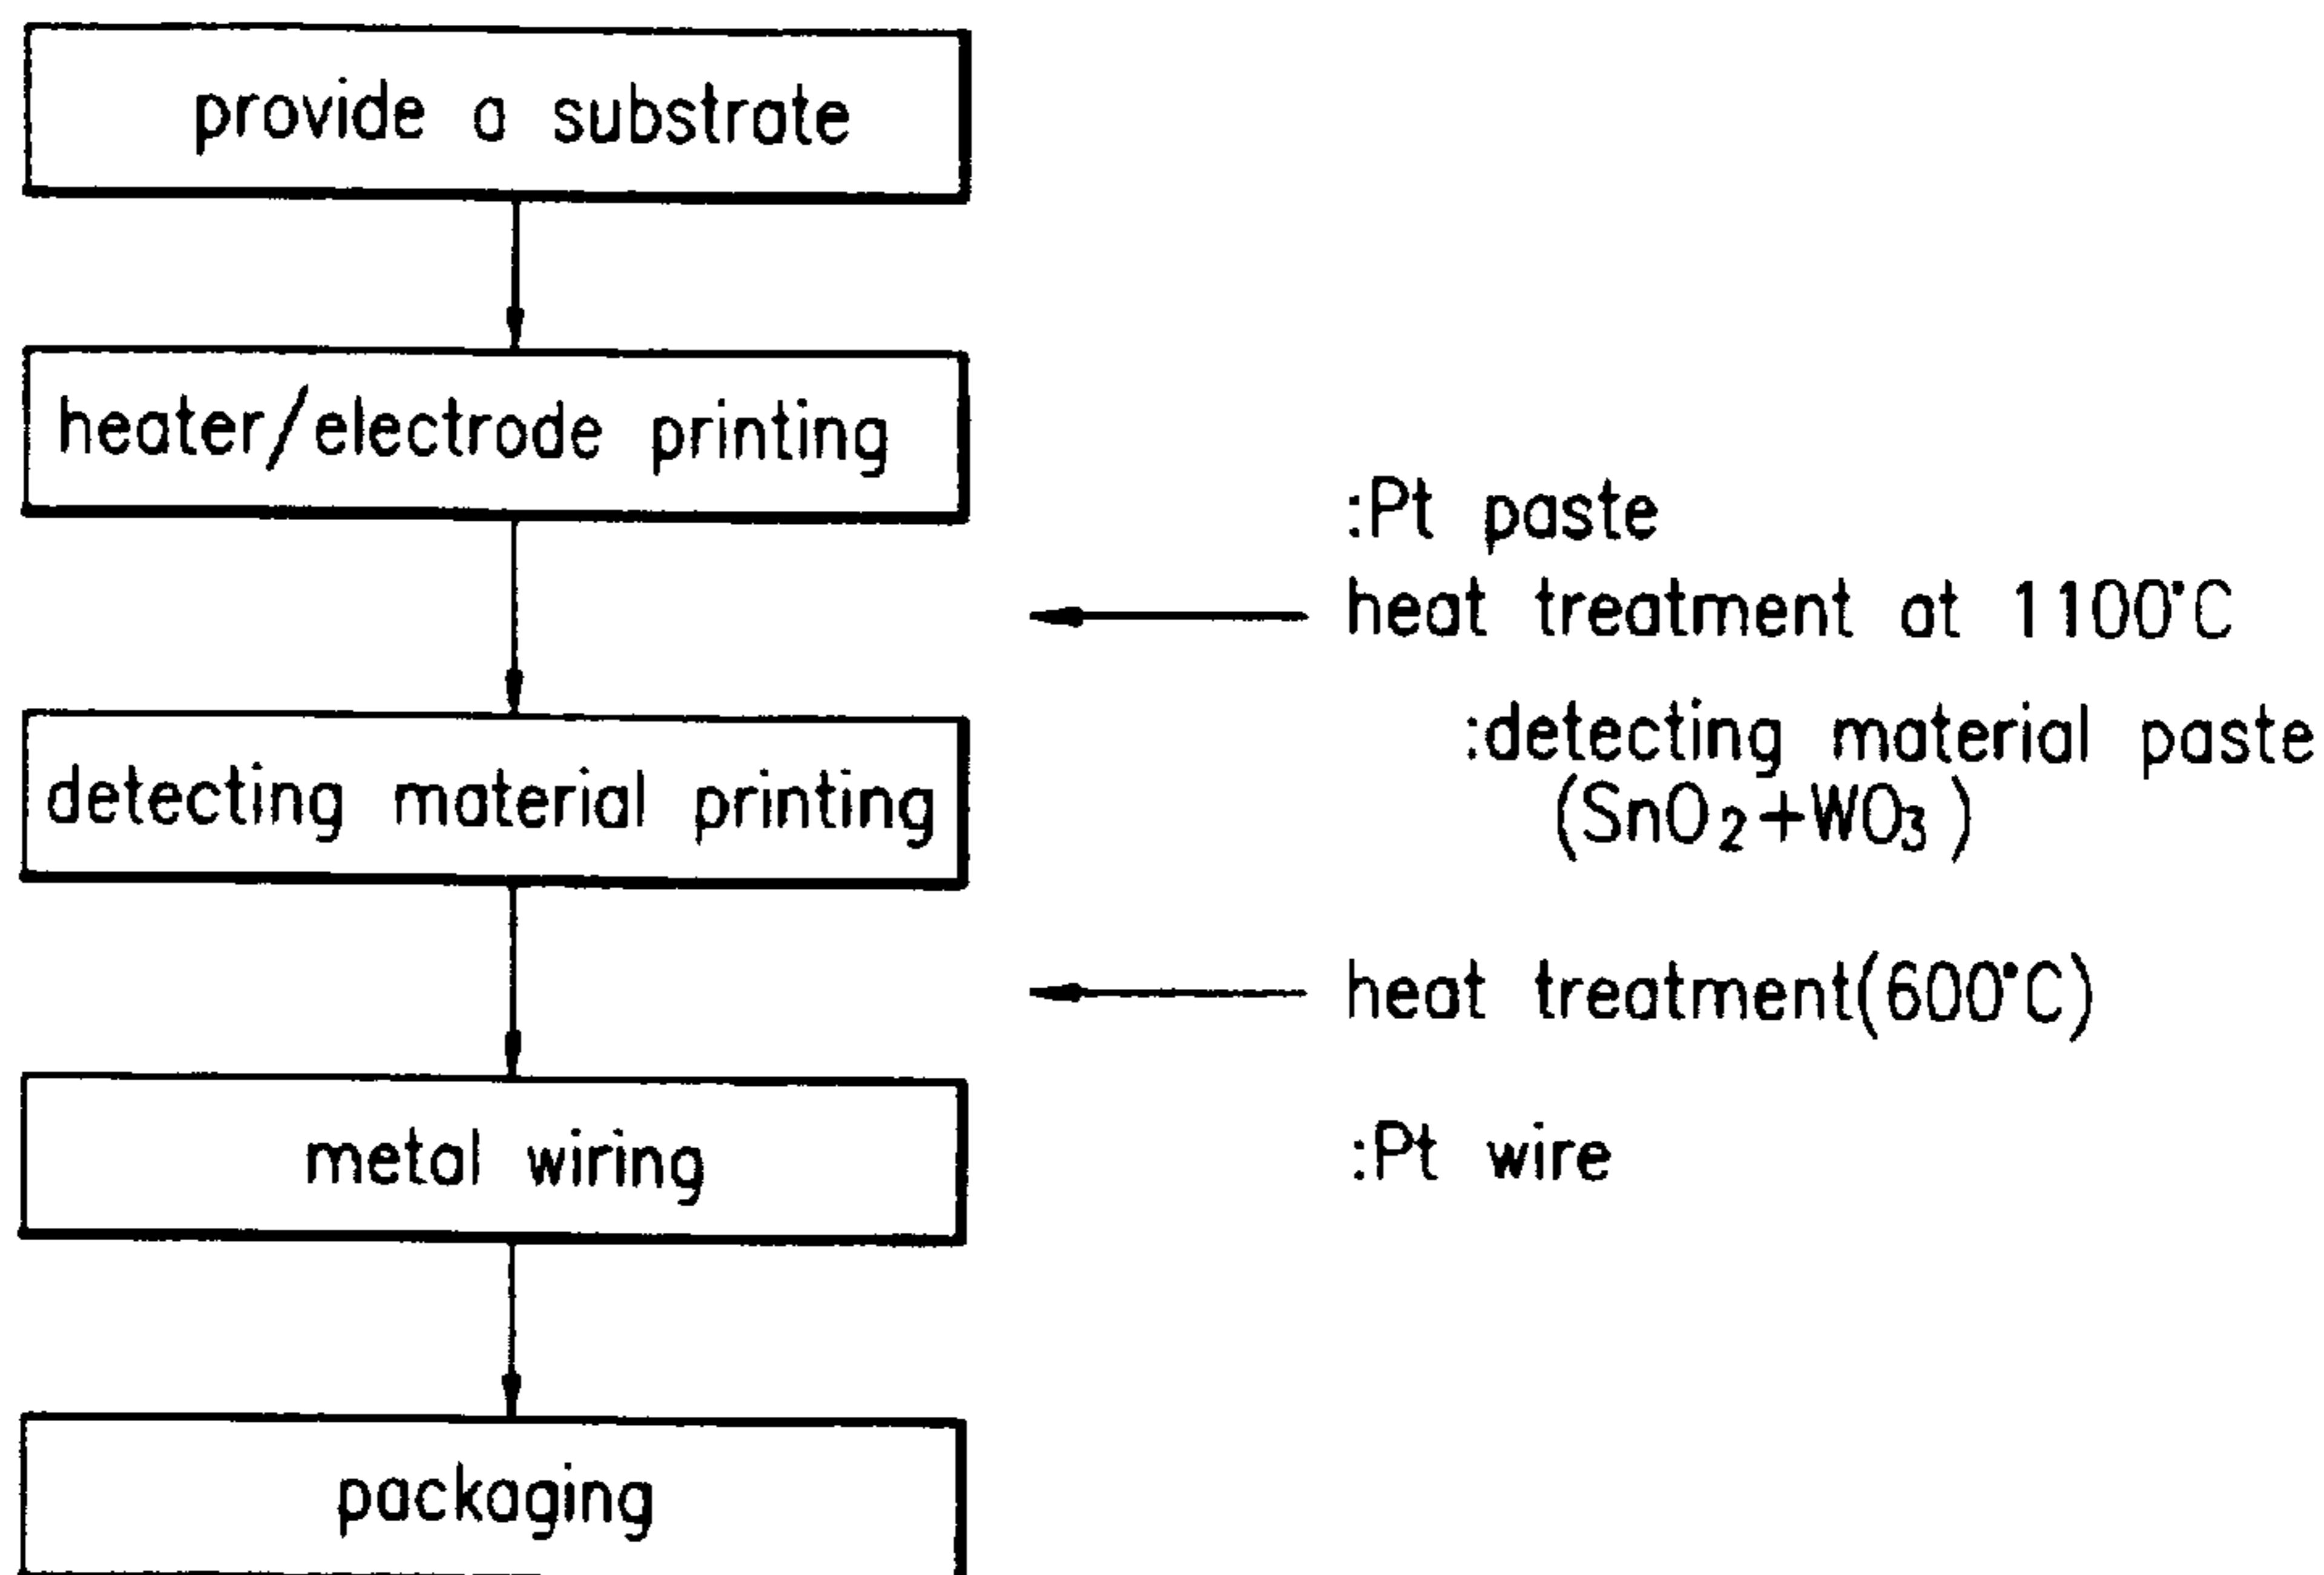 provide a substrate
heater/electrode printing
:Pt paste
heat treatment at 1100°C
detecting material printing
:detecting material paste
(SnO₂+WO₃)
heat treatment(600°C)
metal wiring
:Pt wire
packaging